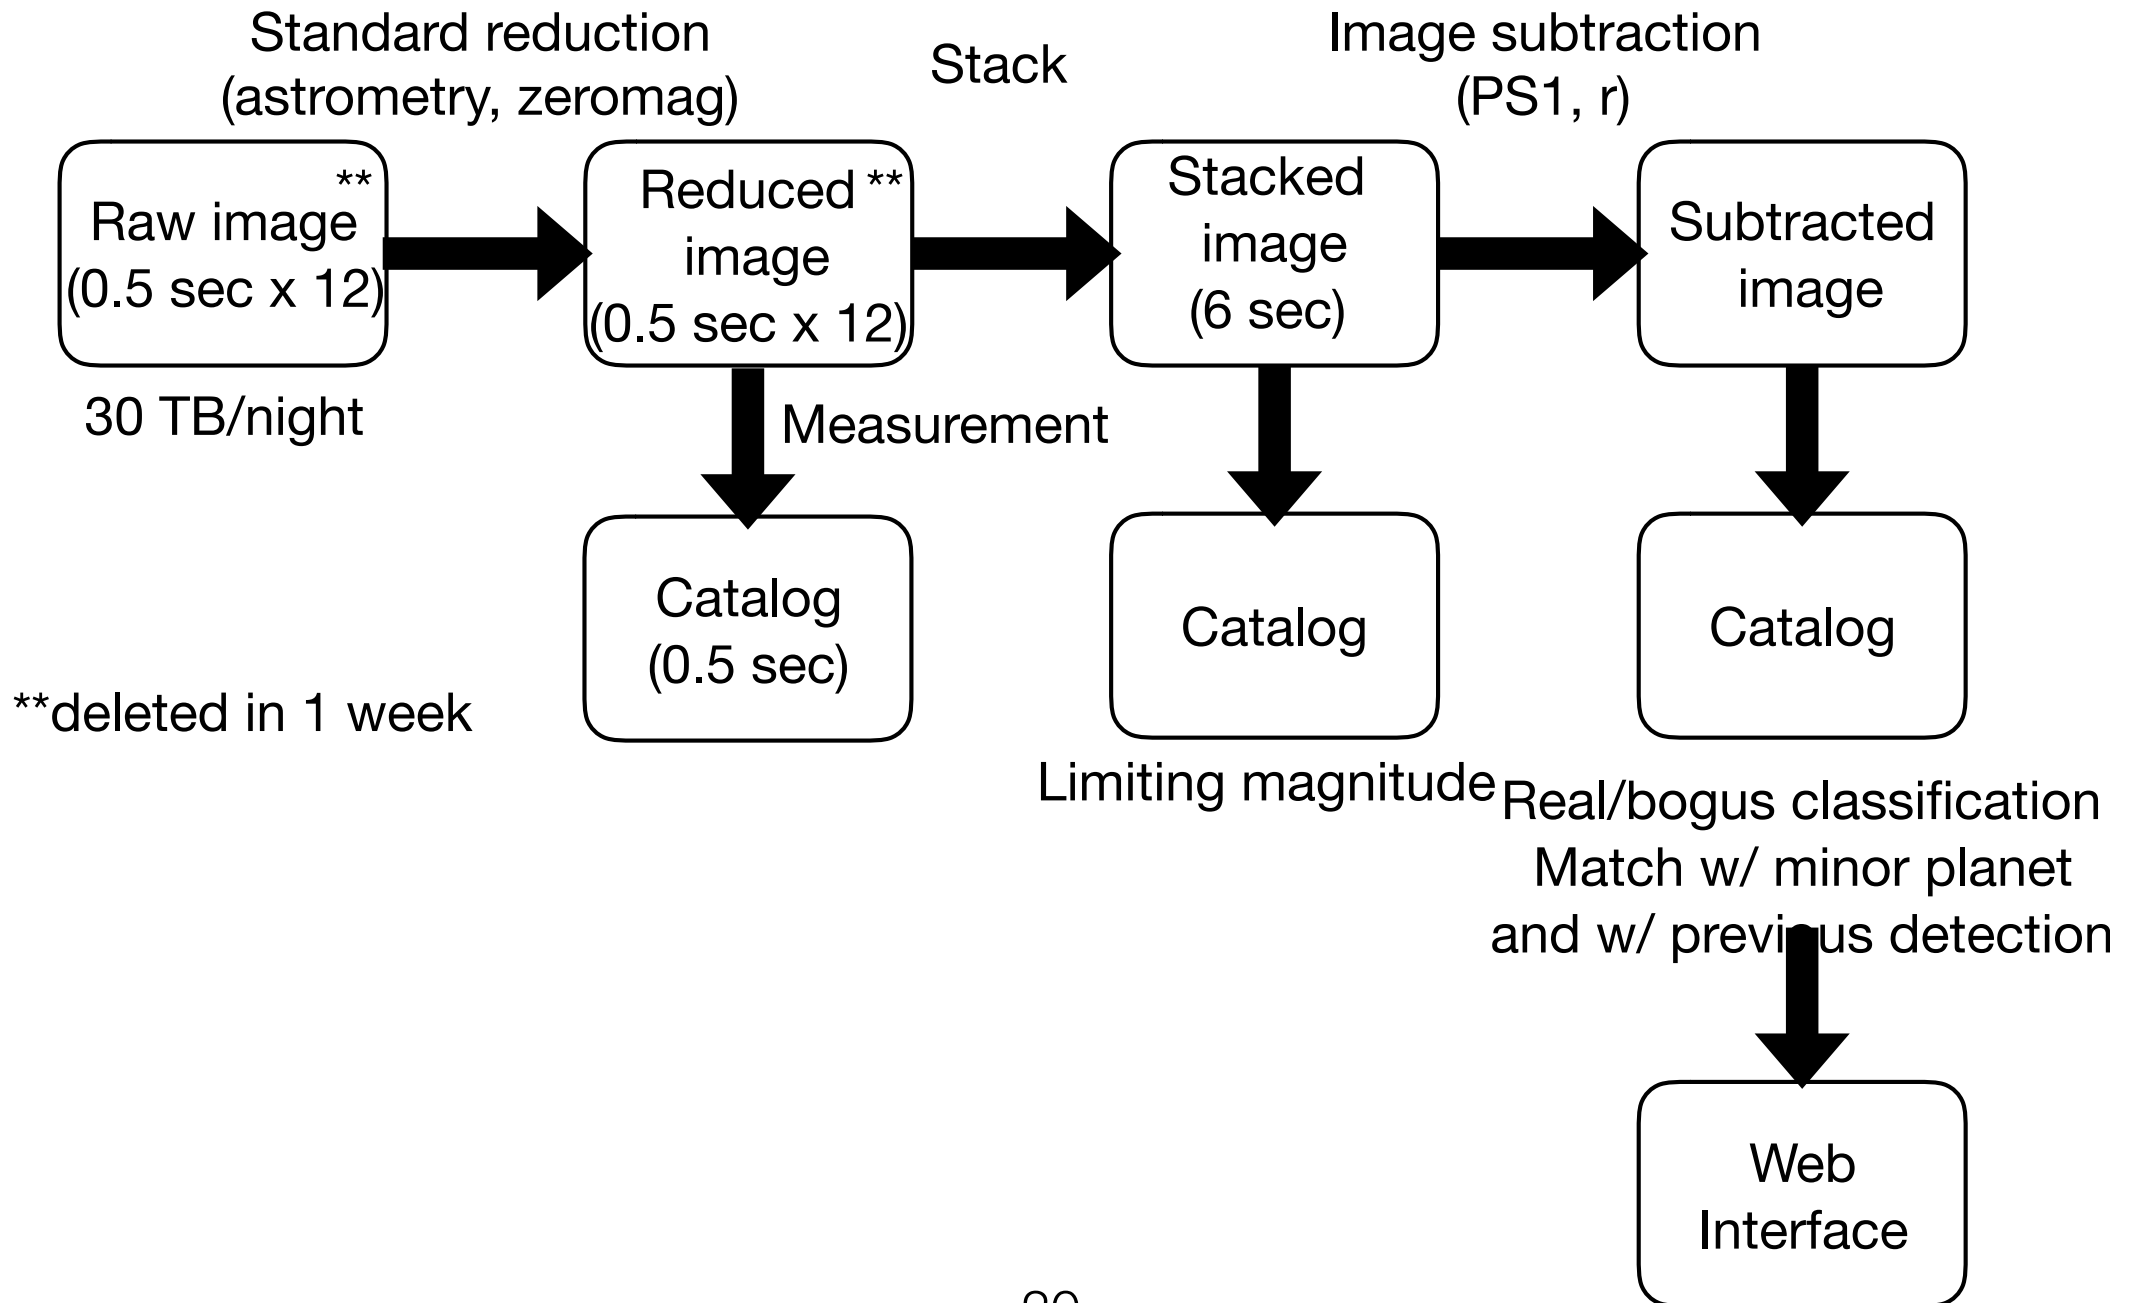 Standard reduction
(astrometry, zeromag)
Stack
Image subtraction
(PS1, r)
Raw image **
(0.5 sec x 12)
Reduced **
image
(0.5 sec x 12)
Stacked
image
(6 sec)
Subtracted
image
30 TB/night
Measurement
Catalog
(0.5 sec)
Catalog
Catalog
**deleted in 1 week
Limiting magnitude
Real/bogus classification
Match w/ minor planet
and w/ previous detection
Web
Interface